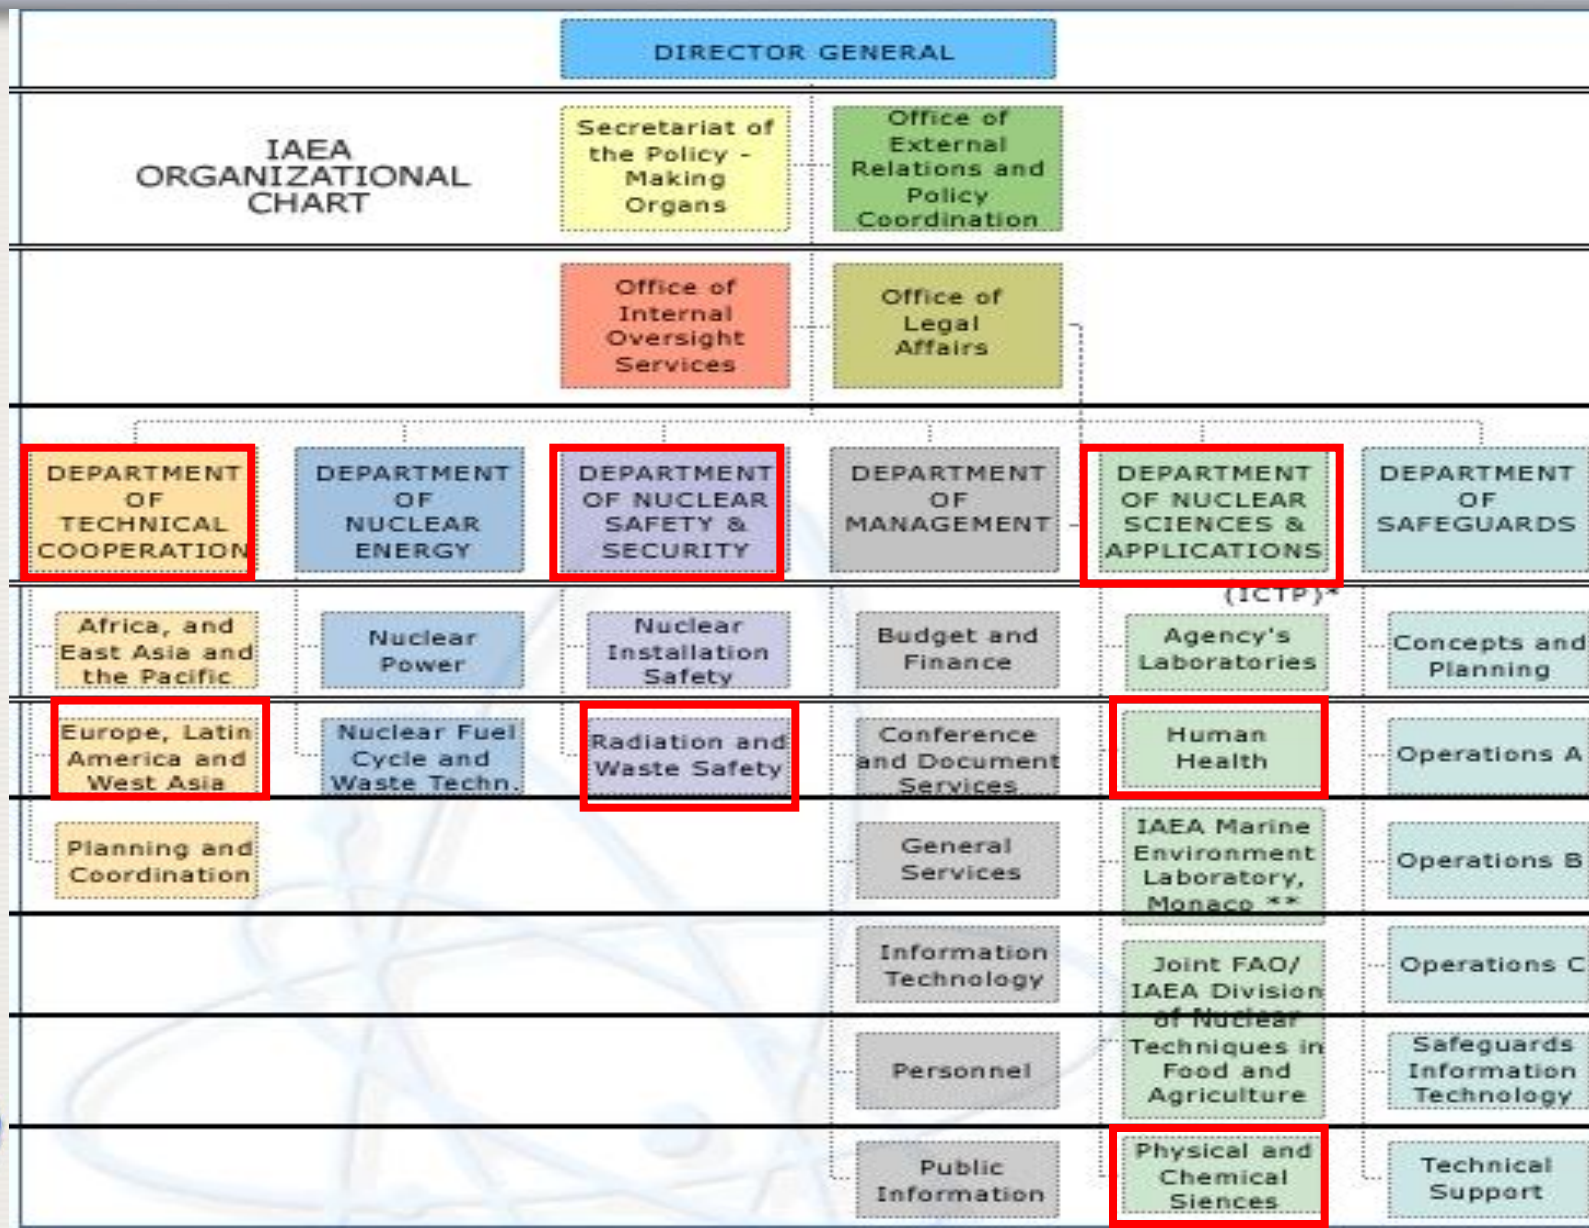 DIRECTOR GENERAL
IAEA
ORGANIZATIONAL
CHART
Secretariat of
the Policy -
Making
Organs
Office of
External
Relations and
Policy
Coordination
Office of
Internal
Oversight
Services
Office of
Legal
Affairs
DEPARTMENT
OF
TECHNICAL
COOPERATION
DEPARTMENT
OF
NUCLEAR
ENERGY
DEPARTMENT
OF NUCLEAR
SAFETY &
SECURITY
DEPARTMENT
OF
MANAGEMENT
DEPARTMENT
OF NUCLEAR
SCIENCES &
APPLICATIONS
DEPARTMENT
OF
SAFEGUARDS
(ICTP)*
Africa, and
East Asia and
the Pacific
Nuclear
Power
Nuclear
Installation
Safety
Budget and
Finance
Agency's
Laboratories
Concepts and
Planning
Europe, Latin
America and
West Asia
Nuclear Fuel
Cycle and
Waste Techn.
Radiation and
Waste Safety
Conference
and Document
Services
Human
Health
Operations A
Planning and
Coordination
General
Services
IAEA Marine
Environment
Laboratory,
Monaco **
Operations B
Information
Technology
Joint FAO/
IAEA Division
of Nuclear
Techniques in
Food and
Agriculture
Operations C
Personnel
Safeguards
Information
Technology
Public
Information
Physical and
Chemical
Siences
Technical
Support